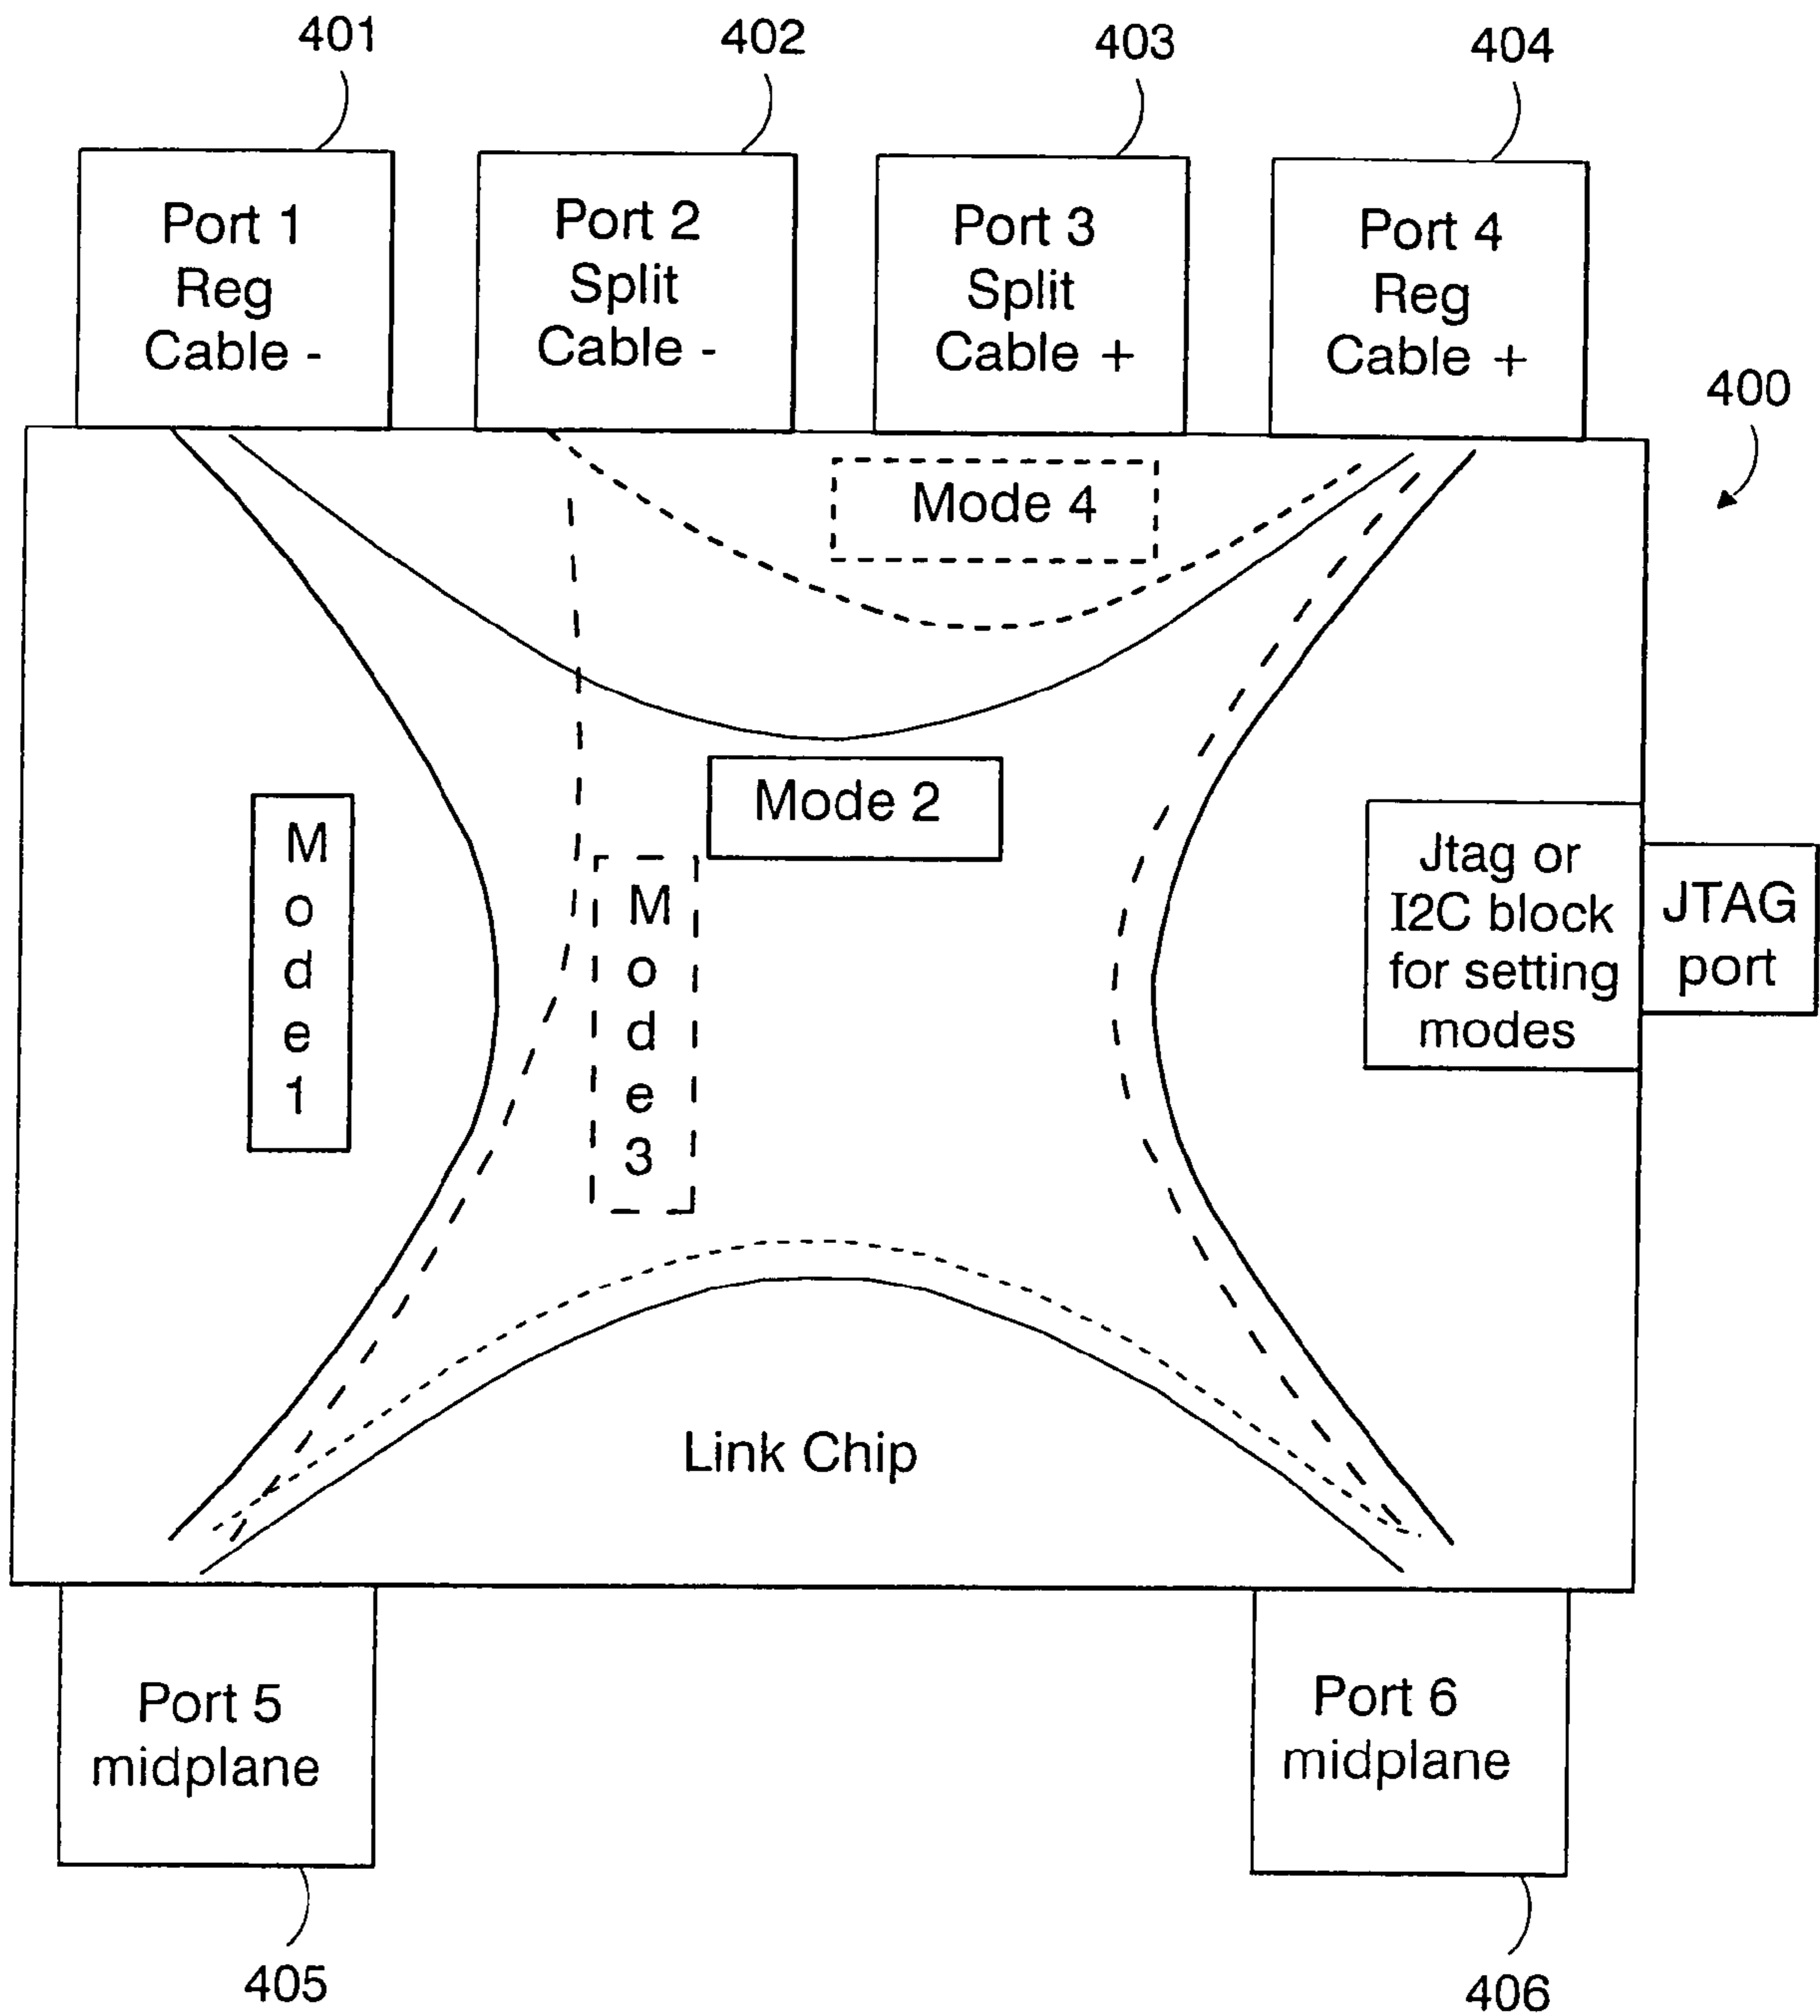 401
402
403
404
Port 1
Reg
Cable -
Port 2
Split
Cable -
Port 3
Split
Cable +
Port 4
Reg
Cable +
400
Mode 4
Mode 2
Mode 1
Mode 3
Jtag or
I2C block
for setting
modes
JTAG
port
Link Chip
Port 5
midplane
Port 6
midplane
405
406